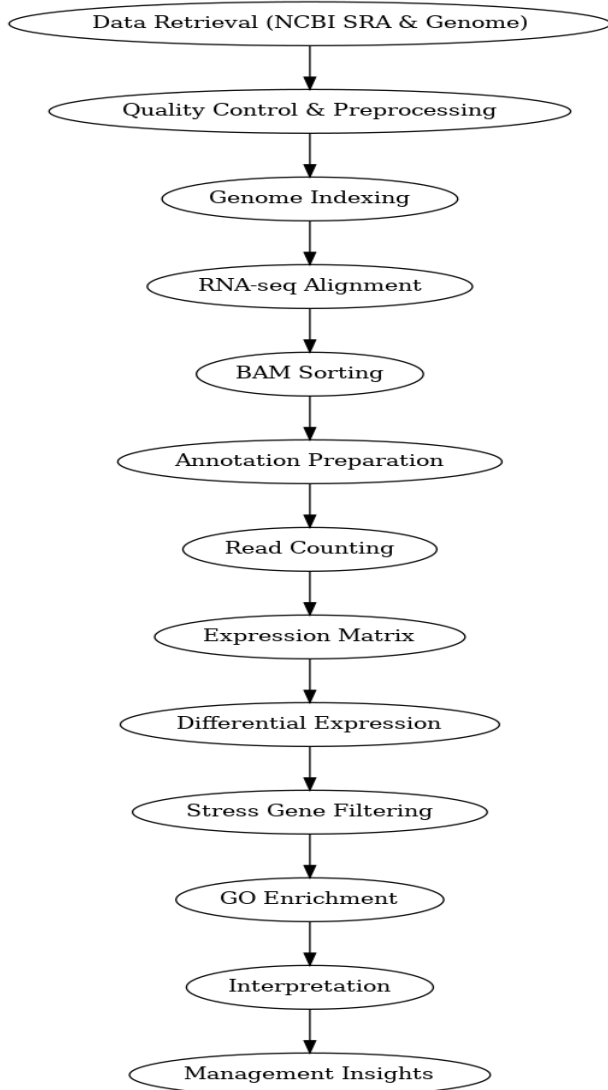 Data Retrieval (NCBI SRA & Genome)
Quality Control & Preprocessing
Genome Indexing
RNA-seq Alignment
BAM Sorting
Annotation Preparation
Read Counting
Expression Matrix
Differential Expression
Stress Gene Filtering
GO Enrichment
Interpretation
Management Insights